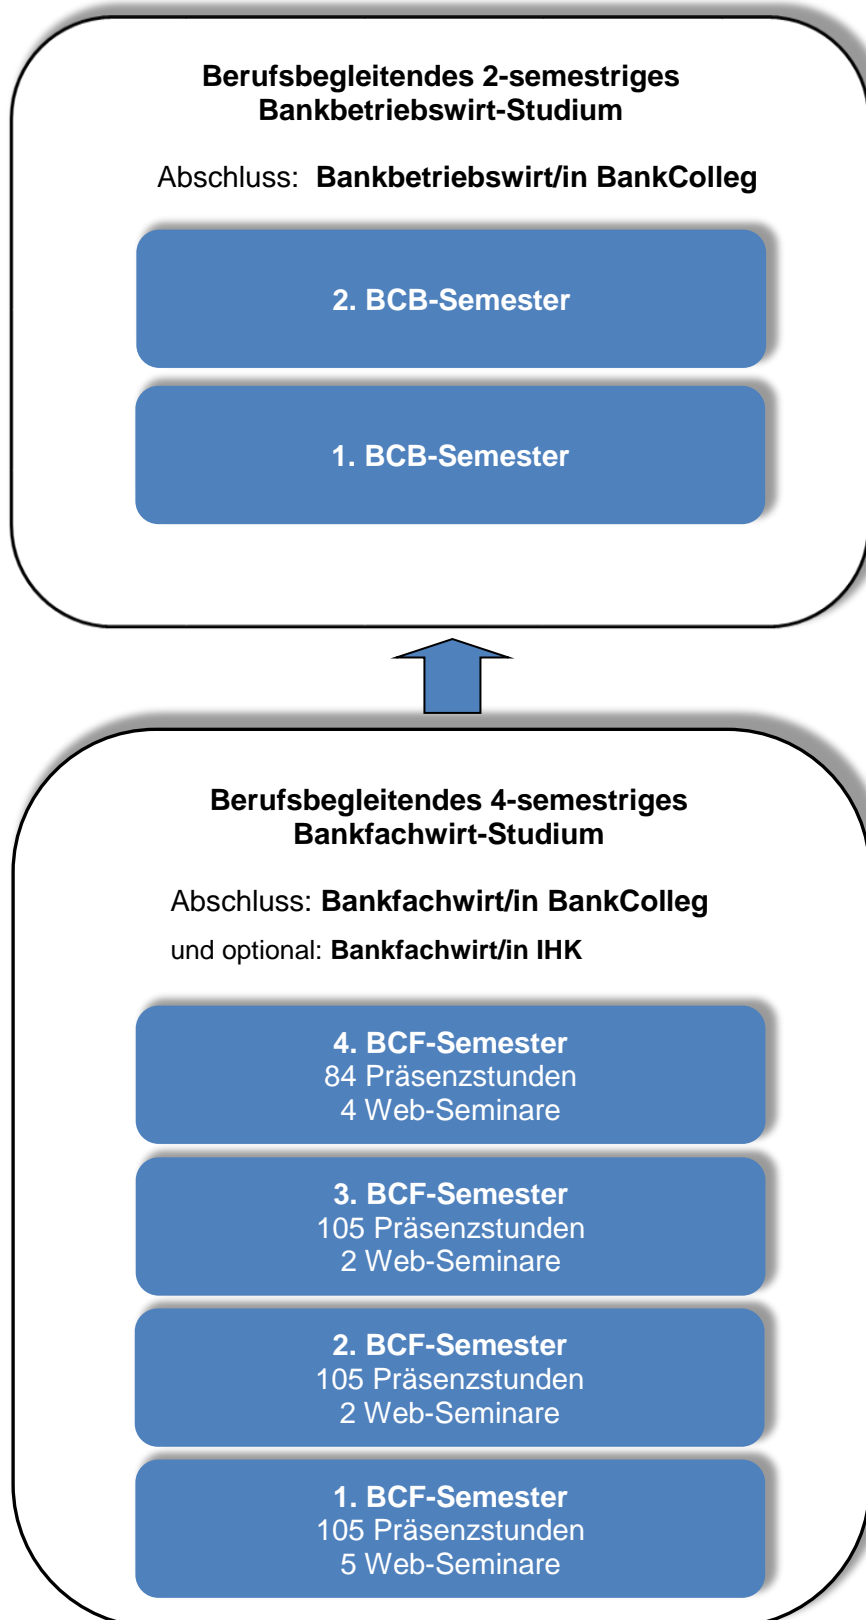 Berufsbegleitendes 2-semestriges
Bankbetriebswirt-Studium
Abschluss: Bankbetriebswirt/in BankColleg
2. BCB-Semester
1. BCB-Semester
Berufsbegleitendes 4-semestriges
Bankfachwirt-Studium
Abschluss: Bankfachwirt/in BankColleg
und optional: Bankfachwirt/in IHK
4. BCF-Semester
84 Präsenzstunden
4 Web-Seminare
3. BCF-Semester
105 Präsenzstunden
2 Web-Seminare
2. BCF-Semester
105 Präsenzstunden
2 Web-Seminare
1. BCF-Semester
105 Präsenzstunden
5 Web-Seminare